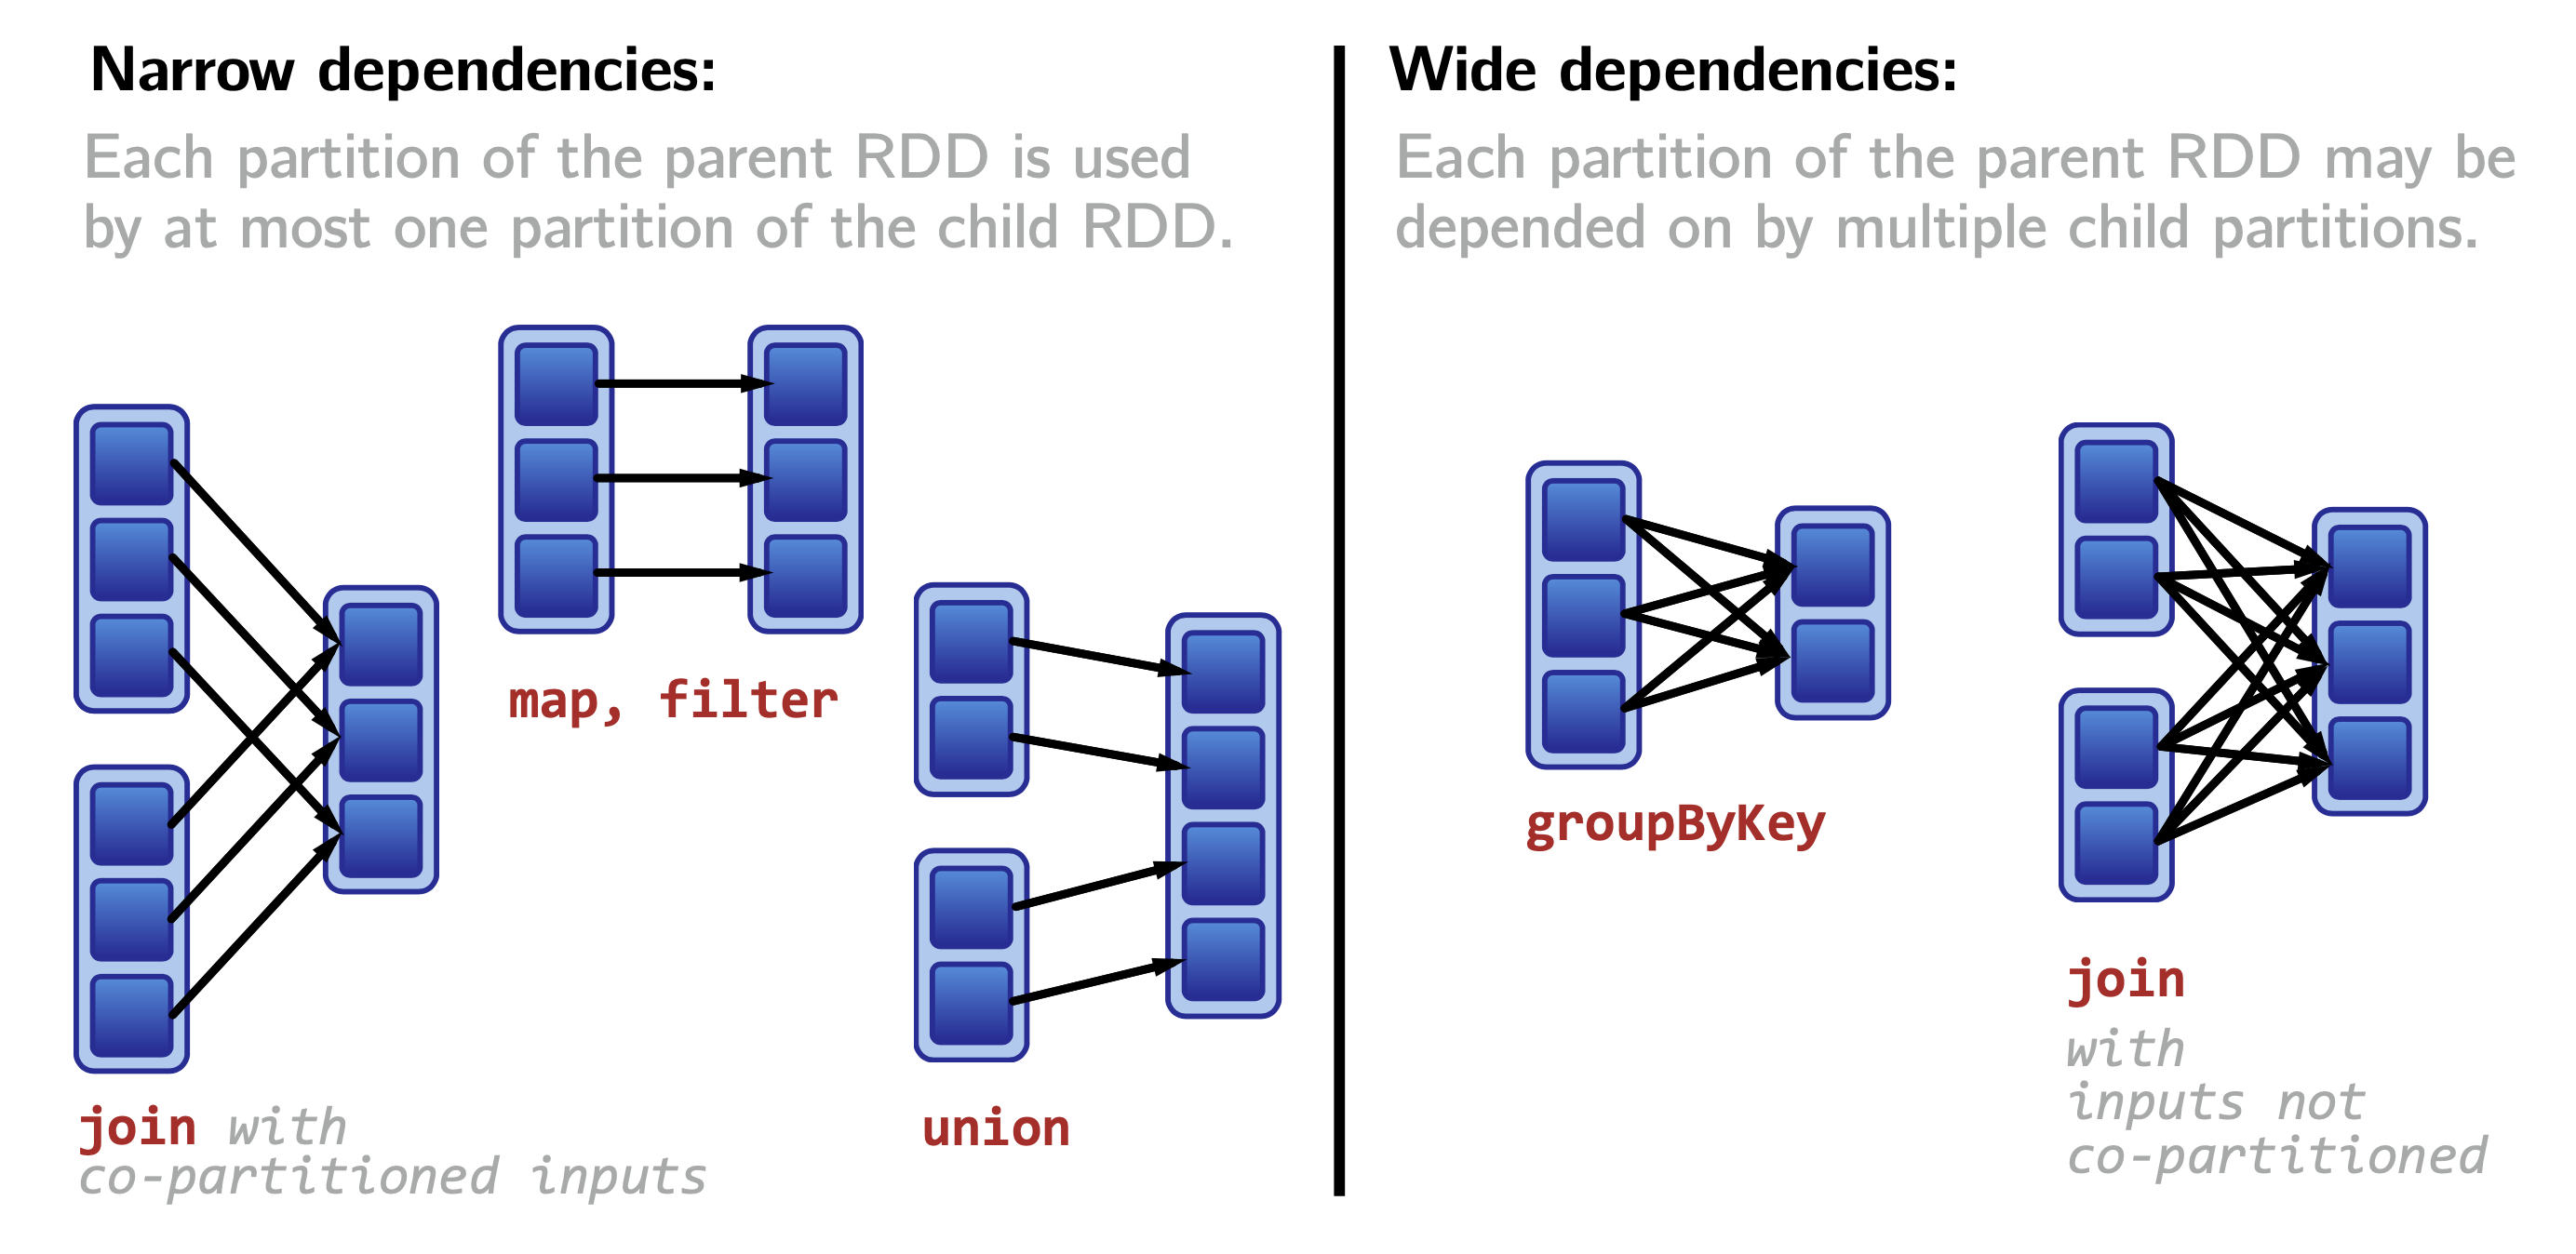 Narrow dependencies:
Each partition of the parent RDD is used
by at most one partition of the child RDD.
map, filter
join with
co-partitioned inputs
union
Wide dependencies:
Each partition of the parent RDD may be
depended on by multiple child partitions.
groupByKey
join
with
inputs not
co-partitioned